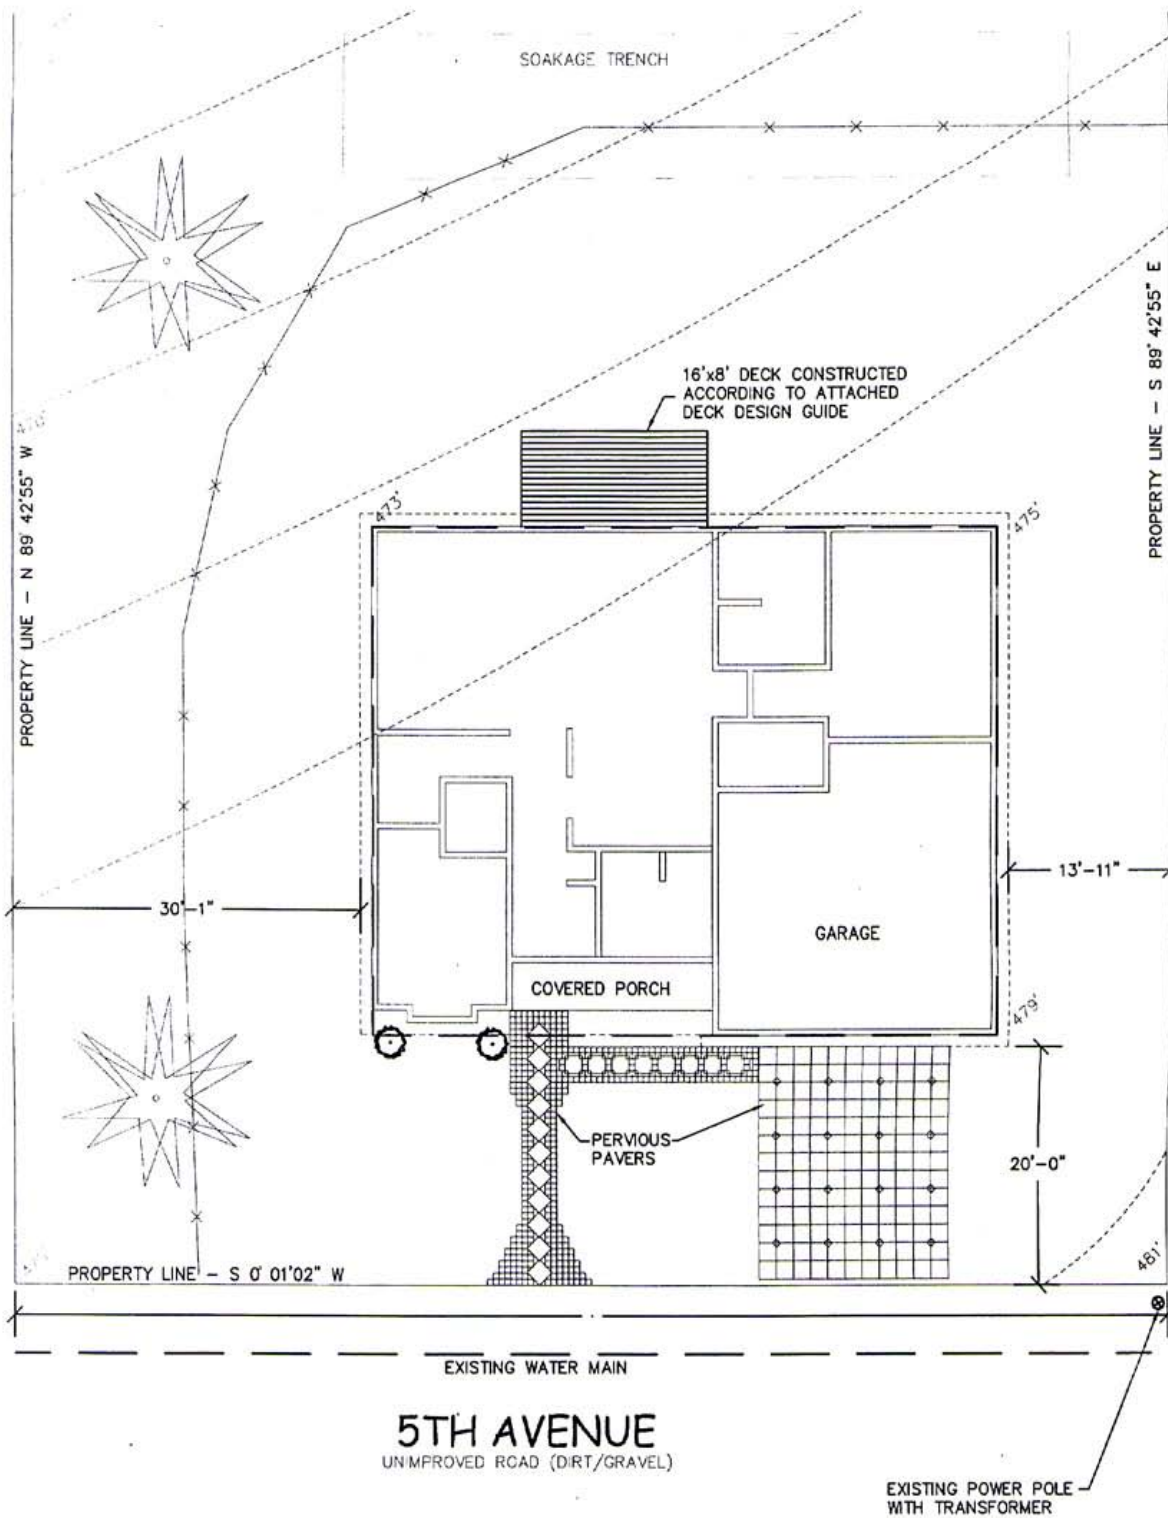 SOAKAGE TRENCH
PROPERTY LINE – S 89° 42'55" E
16'x8' DECK CONSTRUCTED
ACCORDING TO ATTACHED
DECK DESIGN GUIDE
PROPERTY LINE – N 89° 42'55" W
473'
475'
13'-11"
30'-1"
GARAGE
COVERED PORCH
479'
PERVIOUS
PAVERS
20'-0"
481'
PROPERTY LINE – S 0° 01'02" W
EXISTING WATER MAIN
5TH AVENUE
UNIMPROVED ROAD (DIRT/GRAVEL)
EXISTING POWER POLE
WITH TRANSFORMER